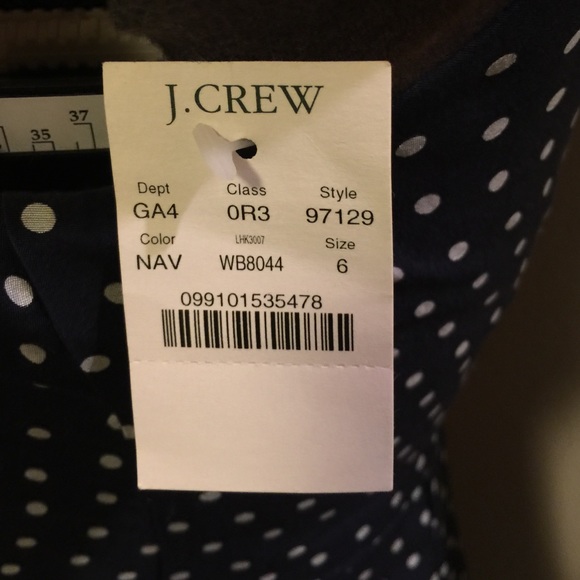 J.CREW
37
35
Dept Class Style
GA4 0R3 97129
Color LHK3007 Size
NAV WB8044 6
099101535478